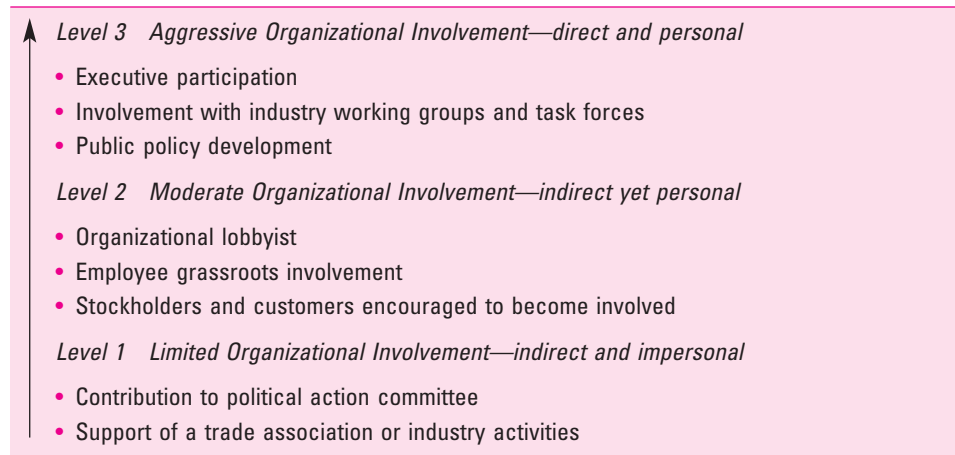 Level 3 Aggressive Organizational Involvement—direct and personal
• Executive participation
• Involvement with industry working groups and task forces
• Public policy development
Level 2 Moderate Organizational Involvement—indirect yet personal
• Organizational lobbyist
• Employee grassroots involvement
• Stockholders and customers encouraged to become involved
Level 1 Limited Organizational Involvement—indirect and impersonal
• Contribution to political action committee
• Support of a trade association or industry activities